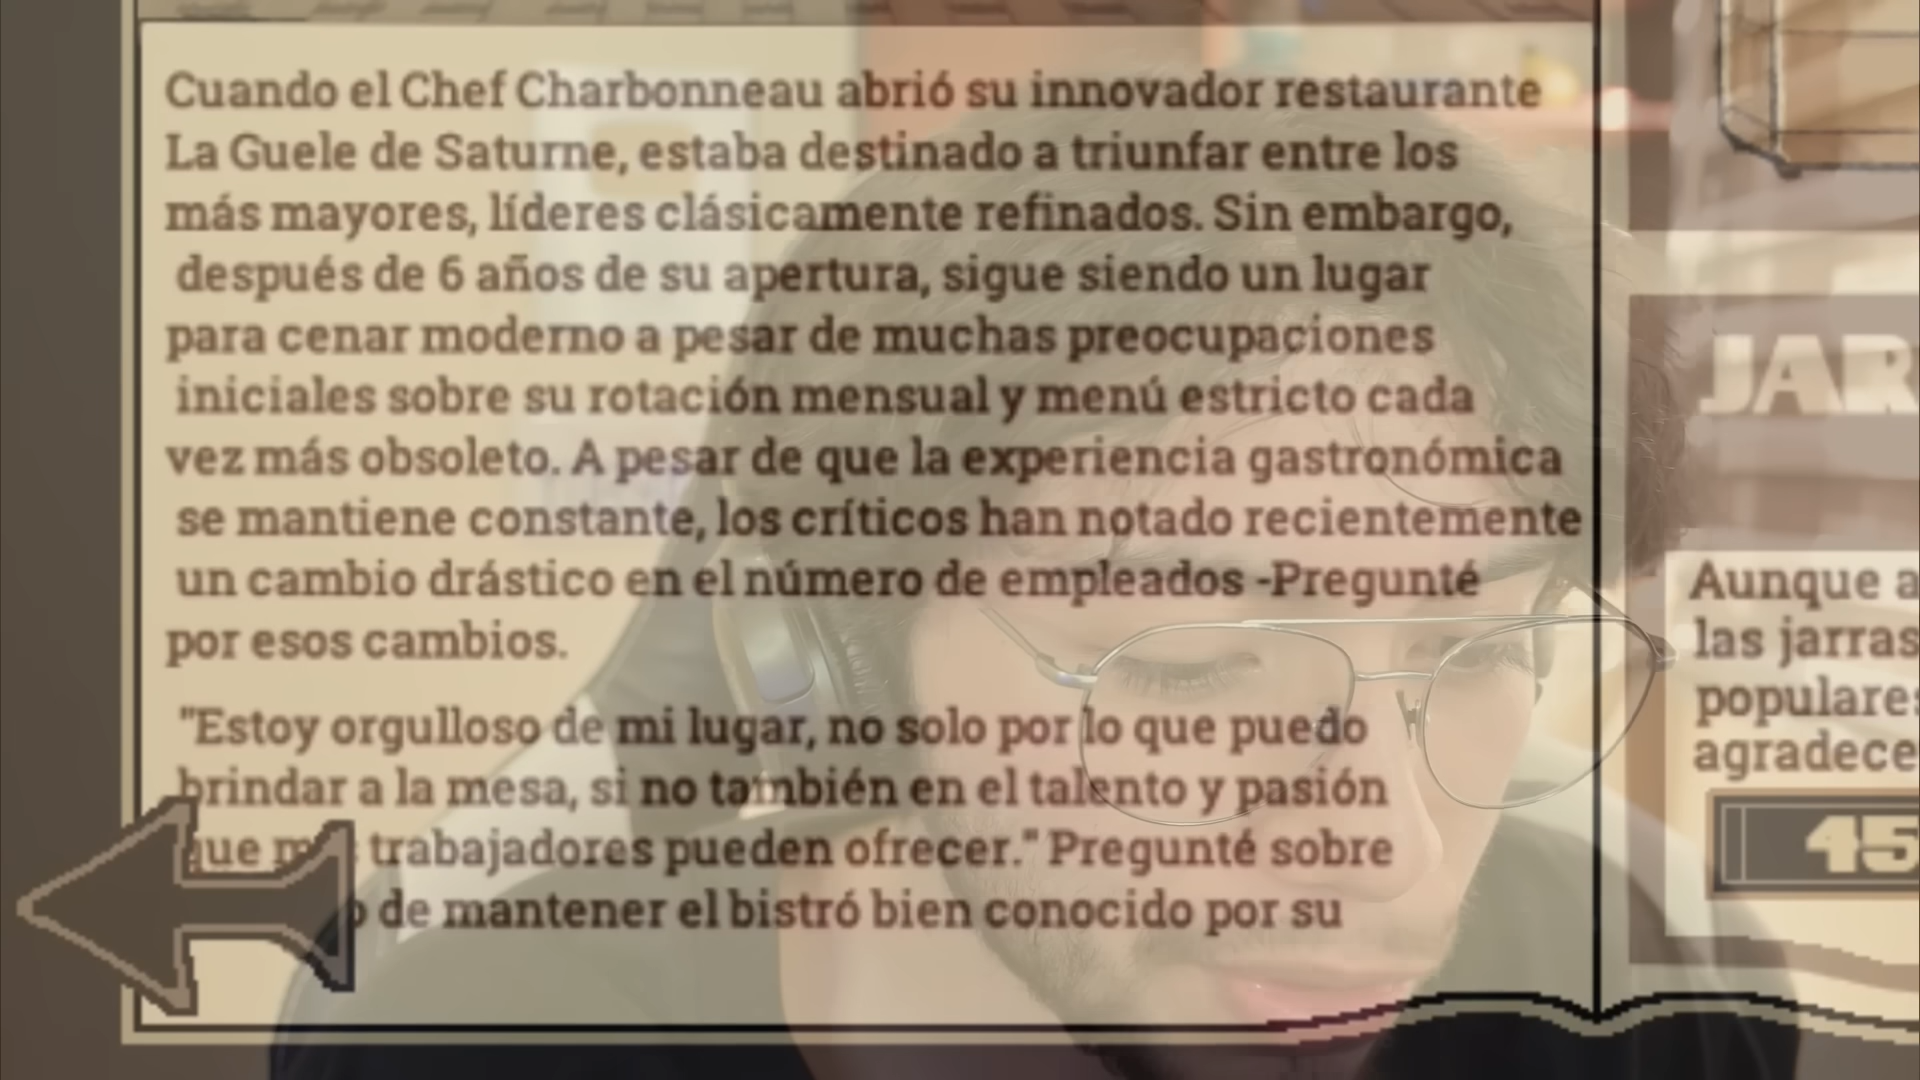 Cuando el Chef Charbonneau abrió su innovador restaurante
La Guele de Saturne, estaba destinado a triunfar entre los
más mayores, líderes clásicamente refinados. Sin embargo,
después de 6 años de su apertura, sigue siendo un lugar
para cenar moderno a pesar de muchas preocupaciones
iniciales sobre su rotación mensual y menú estricto cada
vez más obsoleto. A pesar de que la experiencia gastronómica
se mantiene constante, los críticos han notado recientemente
un cambio drástico en el número de empleados -Pregunté
por esos cambios.
"Estoy orgulloso de mi lugar, no solo por lo que puedo
brindar a la mesa, si no también en el talento y pasión
que trabajadores pueden ofrecer." Pregunté sobre
de mantener el bistró bien conocido por su
JAR
Aunque a
las jarras
populares
agradece
45